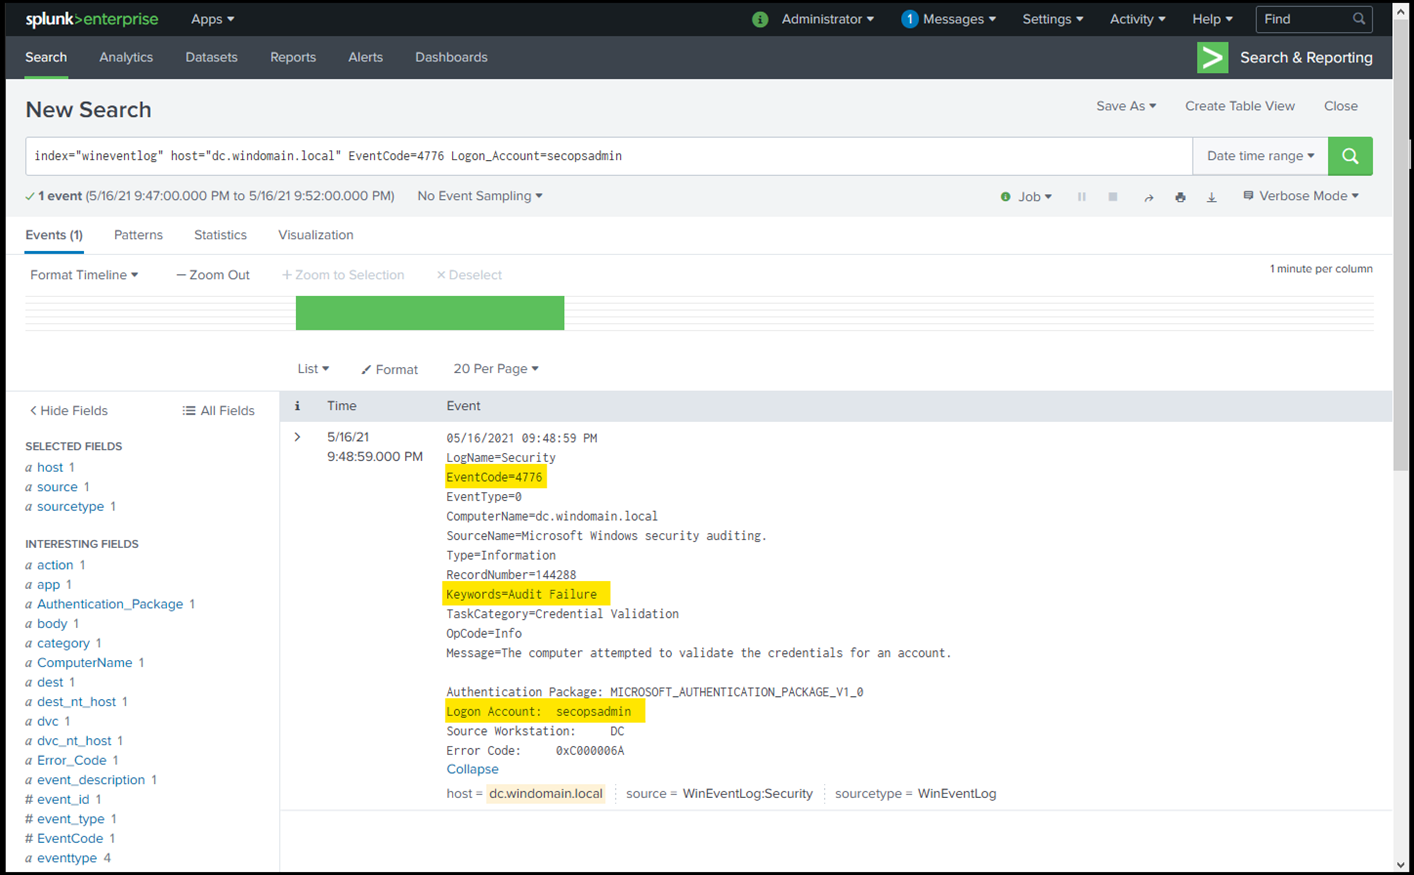 splunk>enterprise Apps Administrator 1 Messages Settings Activity Help Find
Search Analytics Datasets Reports Alerts Dashboards Search & Reporting
New Search Save As Create Table View Close
index="wineventlog" host="dc.windomain.local" EventCode=4776 Logon_Account=secopsadmin Date time range
1 event (5/16/21 9:47:00.000 PM to 5/16/21 9:52:00.000 PM) No Event Sampling Job Verbose Mode
Events (1) Patterns Statistics Visualization
Format Timeline — Zoom Out + Zoom to Selection × Deselect 1 minute per column
List Format 20 Per Page
< Hide Fields All Fields
SELECTED FIELDS
a host 1
a source 1
a sourcetype 1
INTERESTING FIELDS
a action 1
a app 1
a Authentication_Package 1
a body 1
a category 1
a ComputerName 1
a dest 1
a dest_nt_host 1
a dvc 1
a dvc_nt_host 1
a Error_Code 1
a event_description 1
# event_id 1
# event_type 1
# EventCode 1
a eventtype 4
i Time Event
> 5/16/21
9:48:59.000 PM
05/16/2021 09:48:59 PM
LogName=Security
EventCode=4776
EventType=0
ComputerName=dc.windomain.local
SourceName=Microsoft Windows security auditing.
Type=Information
RecordNumber=144288
Keywords=Audit Failure
TaskCategory=Credential Validation
OpCode=Info
Message=The computer attempted to validate the credentials for an account.
Authentication Package: MICROSOFT_AUTHENTICATION_PACKAGE_V1_0
Logon Account: secopsadmin
Source Workstation: DC
Error Code: 0xC000006A
Collapse
host = dc.windomain.local source = WinEventLog:Security sourcetype = WinEventLog